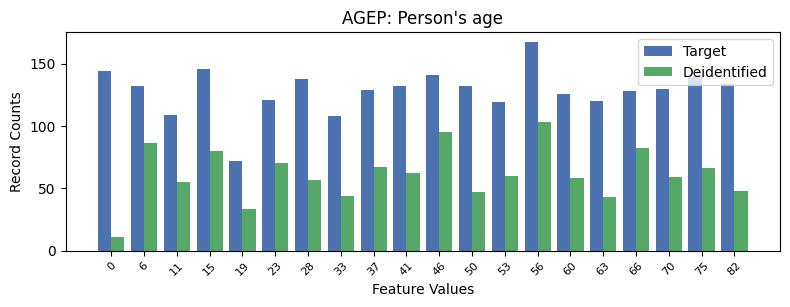 AGEP: Person's age
Target
Deidentified
Record Counts
150
100
50
0
0 6 11 15 19 23 28 33 37 41 46 50 53 56 60 63 66 70 75 82
Feature Values